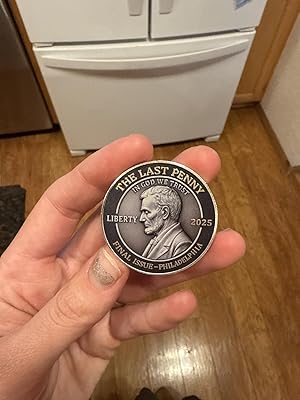 THE LAST PENNY
IN GOD WE TRUST
LIBERTY 2025
FINAL ISSUE - PHILADELPHIA